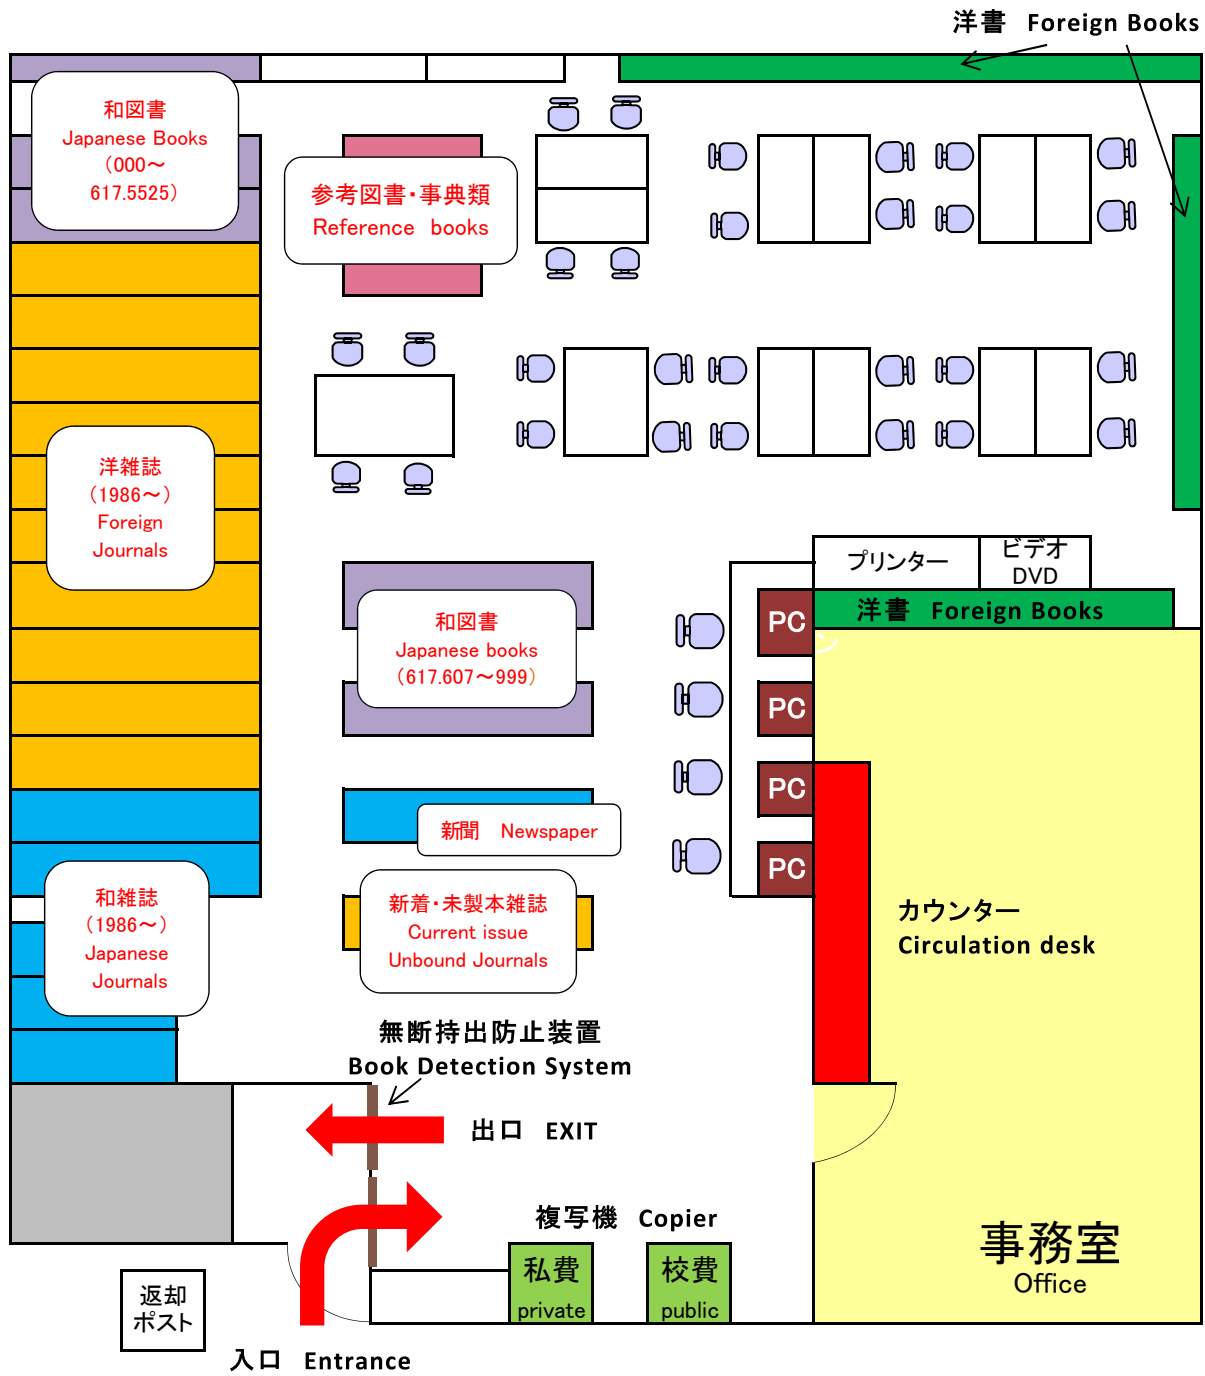 洋書 Foreign Books
和図書
Japanese Books
（000～
617.5525）
参考図書・事典類
Reference books
洋雑誌
（1986～）
Foreign
Journals
プリンター
ビデオ
DVD
洋書 Foreign Books
和図書
Japanese books
（617.607～999）
PC
ン
PC
PC
PC
新聞 Newspaper
和雑誌
（1986～）
Japanese
Journals
新着・未製本雑誌
Current issue
Unbound Journals
カウンター
Circulation desk
無断持出防止装置
Book Detection System
出口 EXIT
複写機 Copier
私費
private
校費
public
事務室
Office
返却
ポスト
入口 Entrance